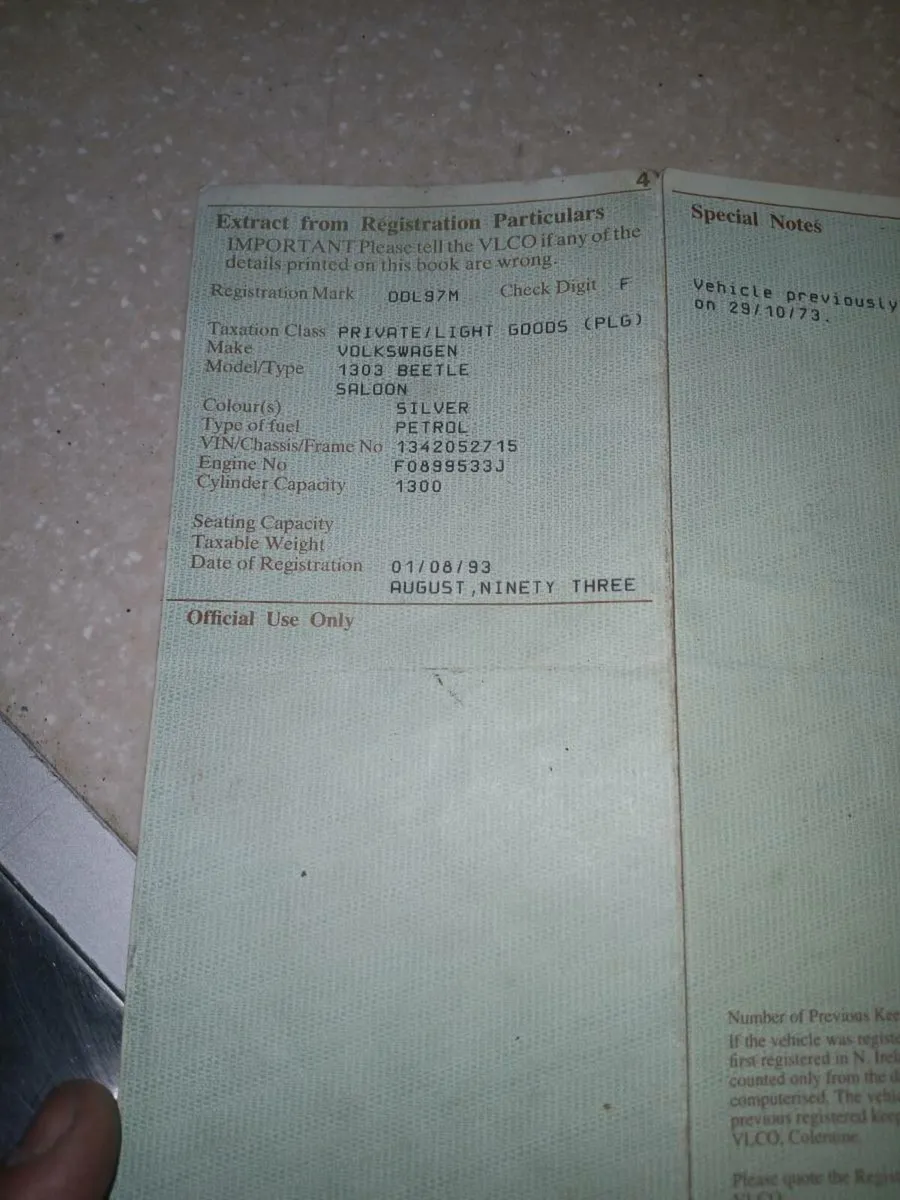 4
Extract from Registration Particulars
IMPORTANT Please tell the VLCO if any of the
details printed on this book are wrong.
Registration Mark ODL97M Check Digit F
Taxation Class PRIVATE/LIGHT GOODS (PLG)
Make VOLKSWAGEN
Model/Type 1303 BEETLE
SALOON
Colour(s) SILVER
Type of fuel PETROL
VIN/Chassis/Frame No 1342052715
Engine No F0899533J
Cylinder Capacity 1300
Seating Capacity
Taxable Weight
Date of Registration 01/08/93
AUGUST,NINETY THREE
Official Use Only
Special Notes
Vehicle previously
on 29/10/73.
Number of Previous
If the vehicle was
first registered in N.
counted only from the
computerised. The
previous registered
VLCO, Coleraine.
Please quote the